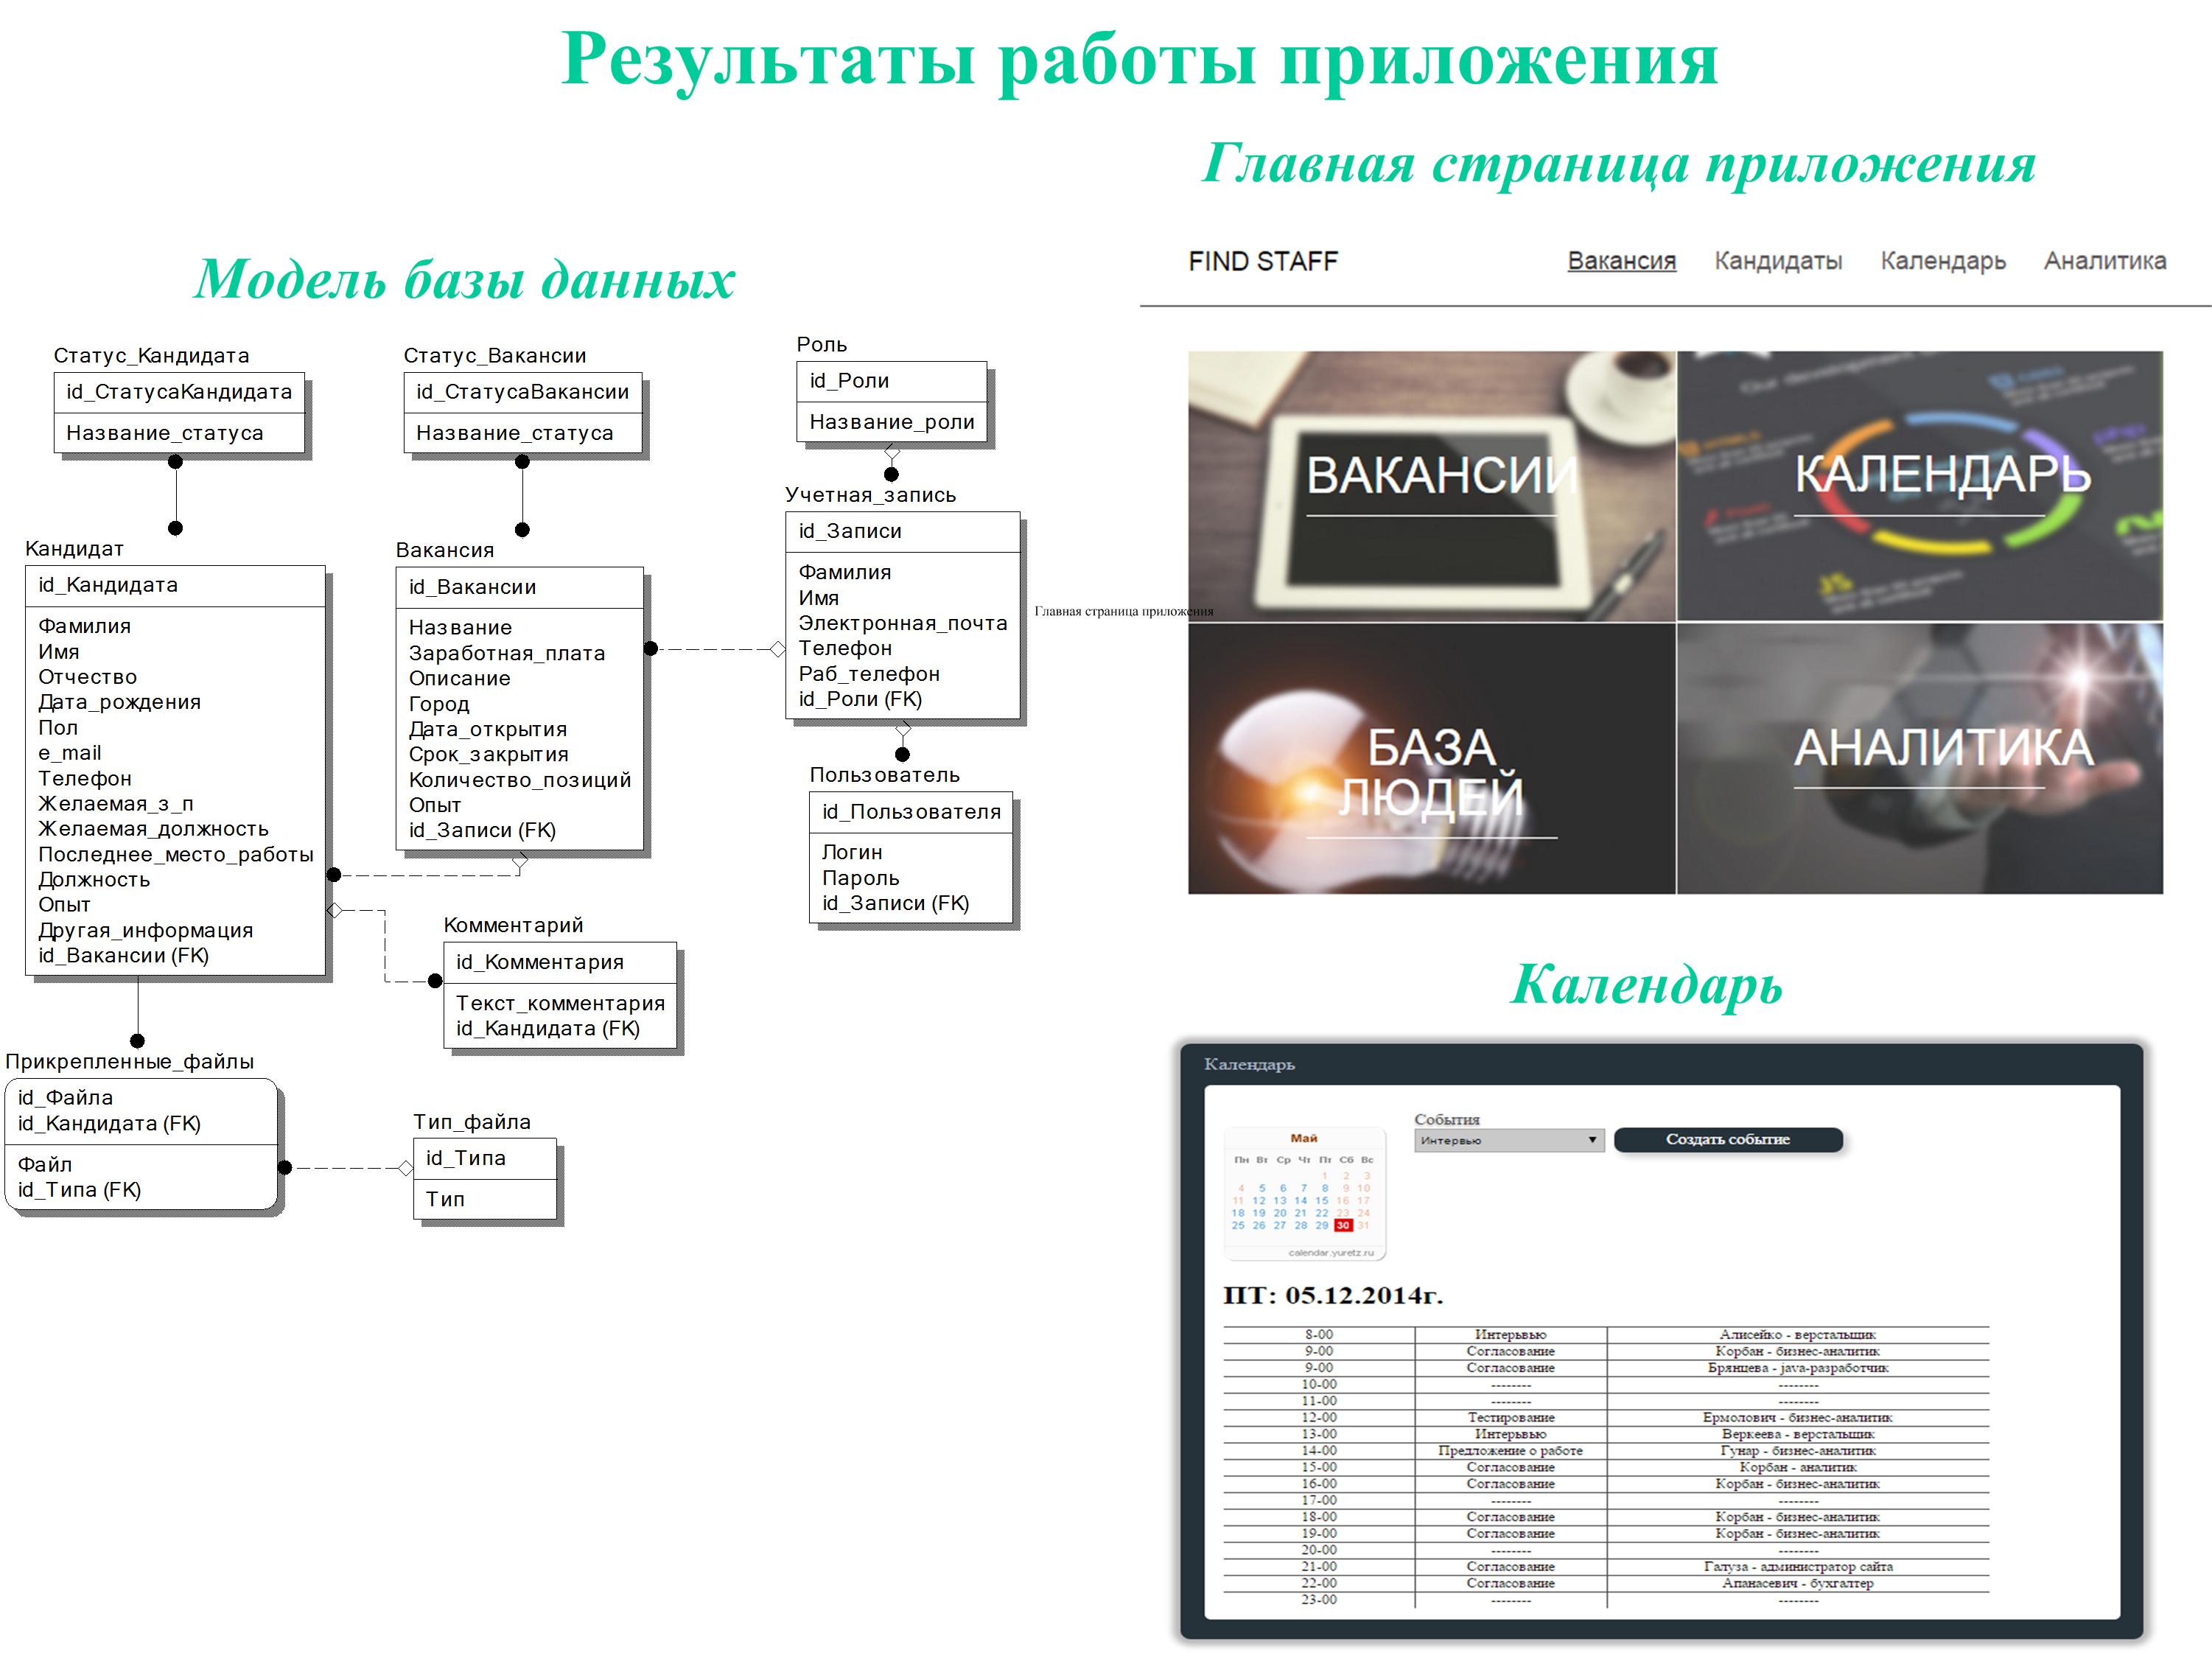 Результаты работы приложения
Модель базы данных
Статус_Кандидата
id_СтатусаКандидата
Название_статуса
Статус_Вакансии
id_СтатусаВакансии
Название_статуса
Роль
id_Роли
Название_роли
Учетная_запись
id_Записи
Фамилия
Имя
Электронная_почта
Телефон
Раб_телефон
id_Роли (FK)
Кандидат
id_Кандидата
Фамилия
Имя
Отчество
Дата_рождения
Пол
e_mail
Телефон
Желаемая_з_п
Желаемая_должность
Последнее_место_работы
Должность
Опыт
Другая_информация
id_Вакансии (FK)
Вакансия
id_Вакансии
Название
Заработная_плата
Описание
Город
Дата_открытия
Срок_закрытия
Количество_позиций
Опыт
id_Записи (FK)
Пользователь
id_Пользователя
Логин
Пароль
id_Записи (FK)
Комментарий
id_Комментария
Текст_комментария
id_Кандидата (FK)
Прикрепленные_файлы
id_Файла
id_Кандидата (FK)
Файл
id_Типа (FK)
Тип_файла
id_Типа
Тип
Главная страница приложения
Главная страница приложения
FIND STAFF Вакансия Кандидаты Календарь Аналитика
ВАКАНСИИ
КАЛЕНДАРЬ
Our development
JS
БАЗА
ЛЮДЕЙ
АНАЛИТИКА
Календарь
Календарь
События
Интервью
Создать событие
Май
Пн Вт Ср Чт Пт Сб Вс
1 2 3
4 5 6 7 8 9 10
11 12 13 14 15 16 17
18 19 20 21 22 23 24
25 26 27 28 29 30 31
calendar.yuretz.ru
ПТ: 05.12.2014г.
8-00 Интерьвью Алисейко - верстальщик
9-00 Согласование Корбан - бизнес-аналитик
9-00 Согласование Брянцева - java-разработчик
10-00 -------- --------
11-00 -------- --------
12-00 Тестирование Ермолович - бизнес-аналитик
13-00 Интерьвью Веркеева - верстальщик
14-00 Предложение о работе Гунар - бизнес-аналитик
15-00 Согласование Корбан - аналитик
16-00 Согласование Корбан - бизнес-аналитик
17-00 -------- --------
18-00 Согласование Корбан - бизнес-аналитик
19-00 Согласование Корбан - бизнес-аналитик
20-00 -------- --------
21-00 Согласование Галуза - администратор сайта
22-00 Согласование Апанасевич - бухгалтер
23-00 -------- --------